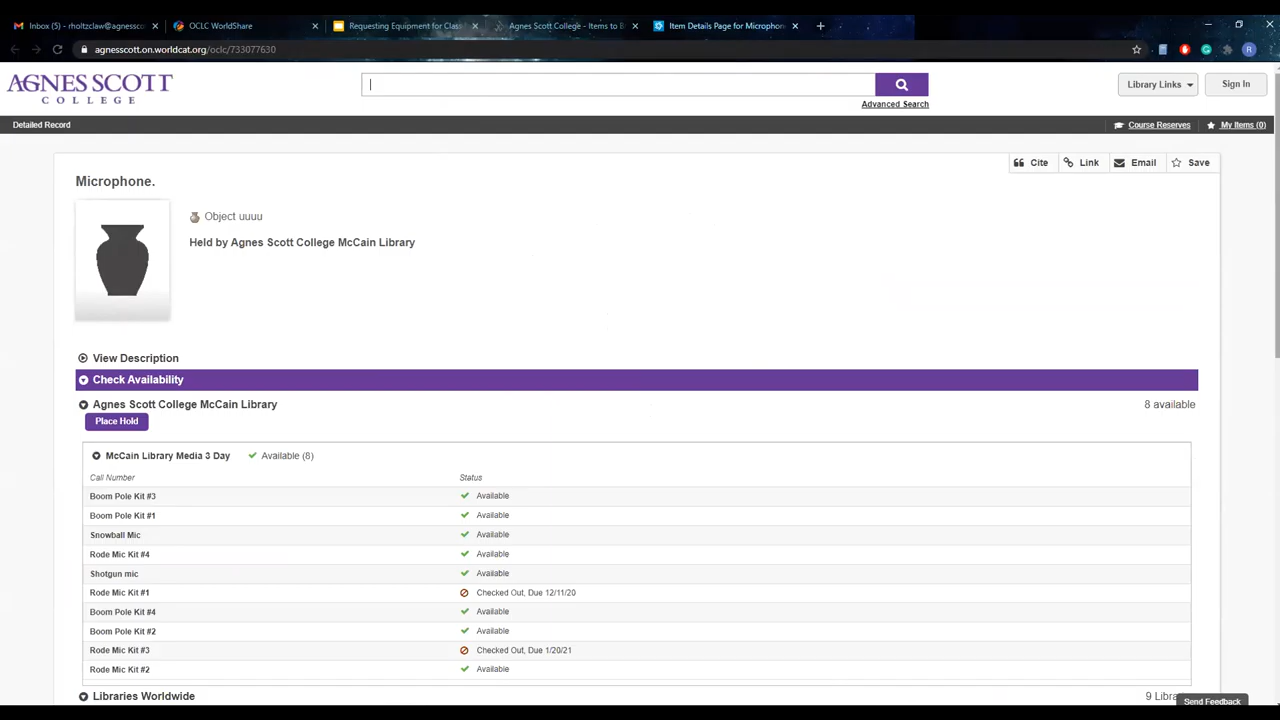 Inbox (5) - rholtzclaw@agnessc
OCLC WorldShare
Requesting Equipment for Class
Agnes Scott College - Items to B
Item Details Page for Microphon
agnesscott.on.worldcat.org/oclc/733077630
R
AGNES SCOTT
COLLEGE
Library Links
Sign In
Advanced Search
Detailed Record
Course Reserves
My Items (0)
Cite
Link
Email
Save
Microphone.
Object uuuu
Held by Agnes Scott College McCain Library
View Description
Check Availability
Agnes Scott College McCain Library 8 available
Place Hold
McCain Library Media 3 Day Available (8)
Call Number Status
Boom Pole Kit #3 Available
Boom Pole Kit #1 Available
Snowball Mic Available
Rode Mic Kit #4 Available
Shotgun mic Available
Rode Mic Kit #1 Checked Out, Due 12/11/20
Boom Pole Kit #4 Available
Boom Pole Kit #2 Available
Rode Mic Kit #3 Checked Out, Due 1/20/21
Rode Mic Kit #2 Available
Libraries Worldwide 9 Libra
Send Feedback